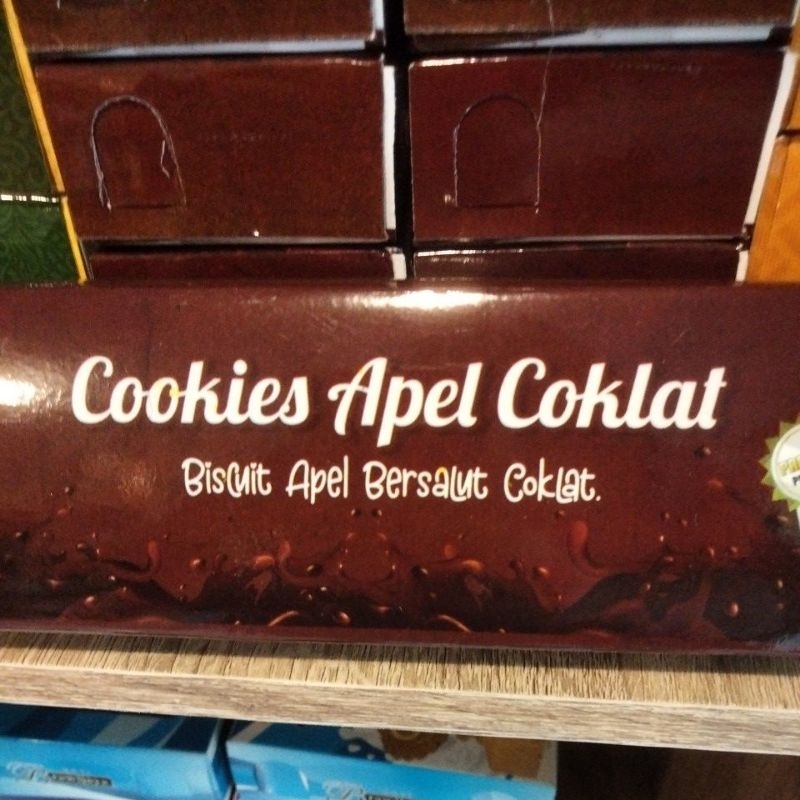 Cookies Apel Coklat
Biscuit Apel Bersalut Coklat.